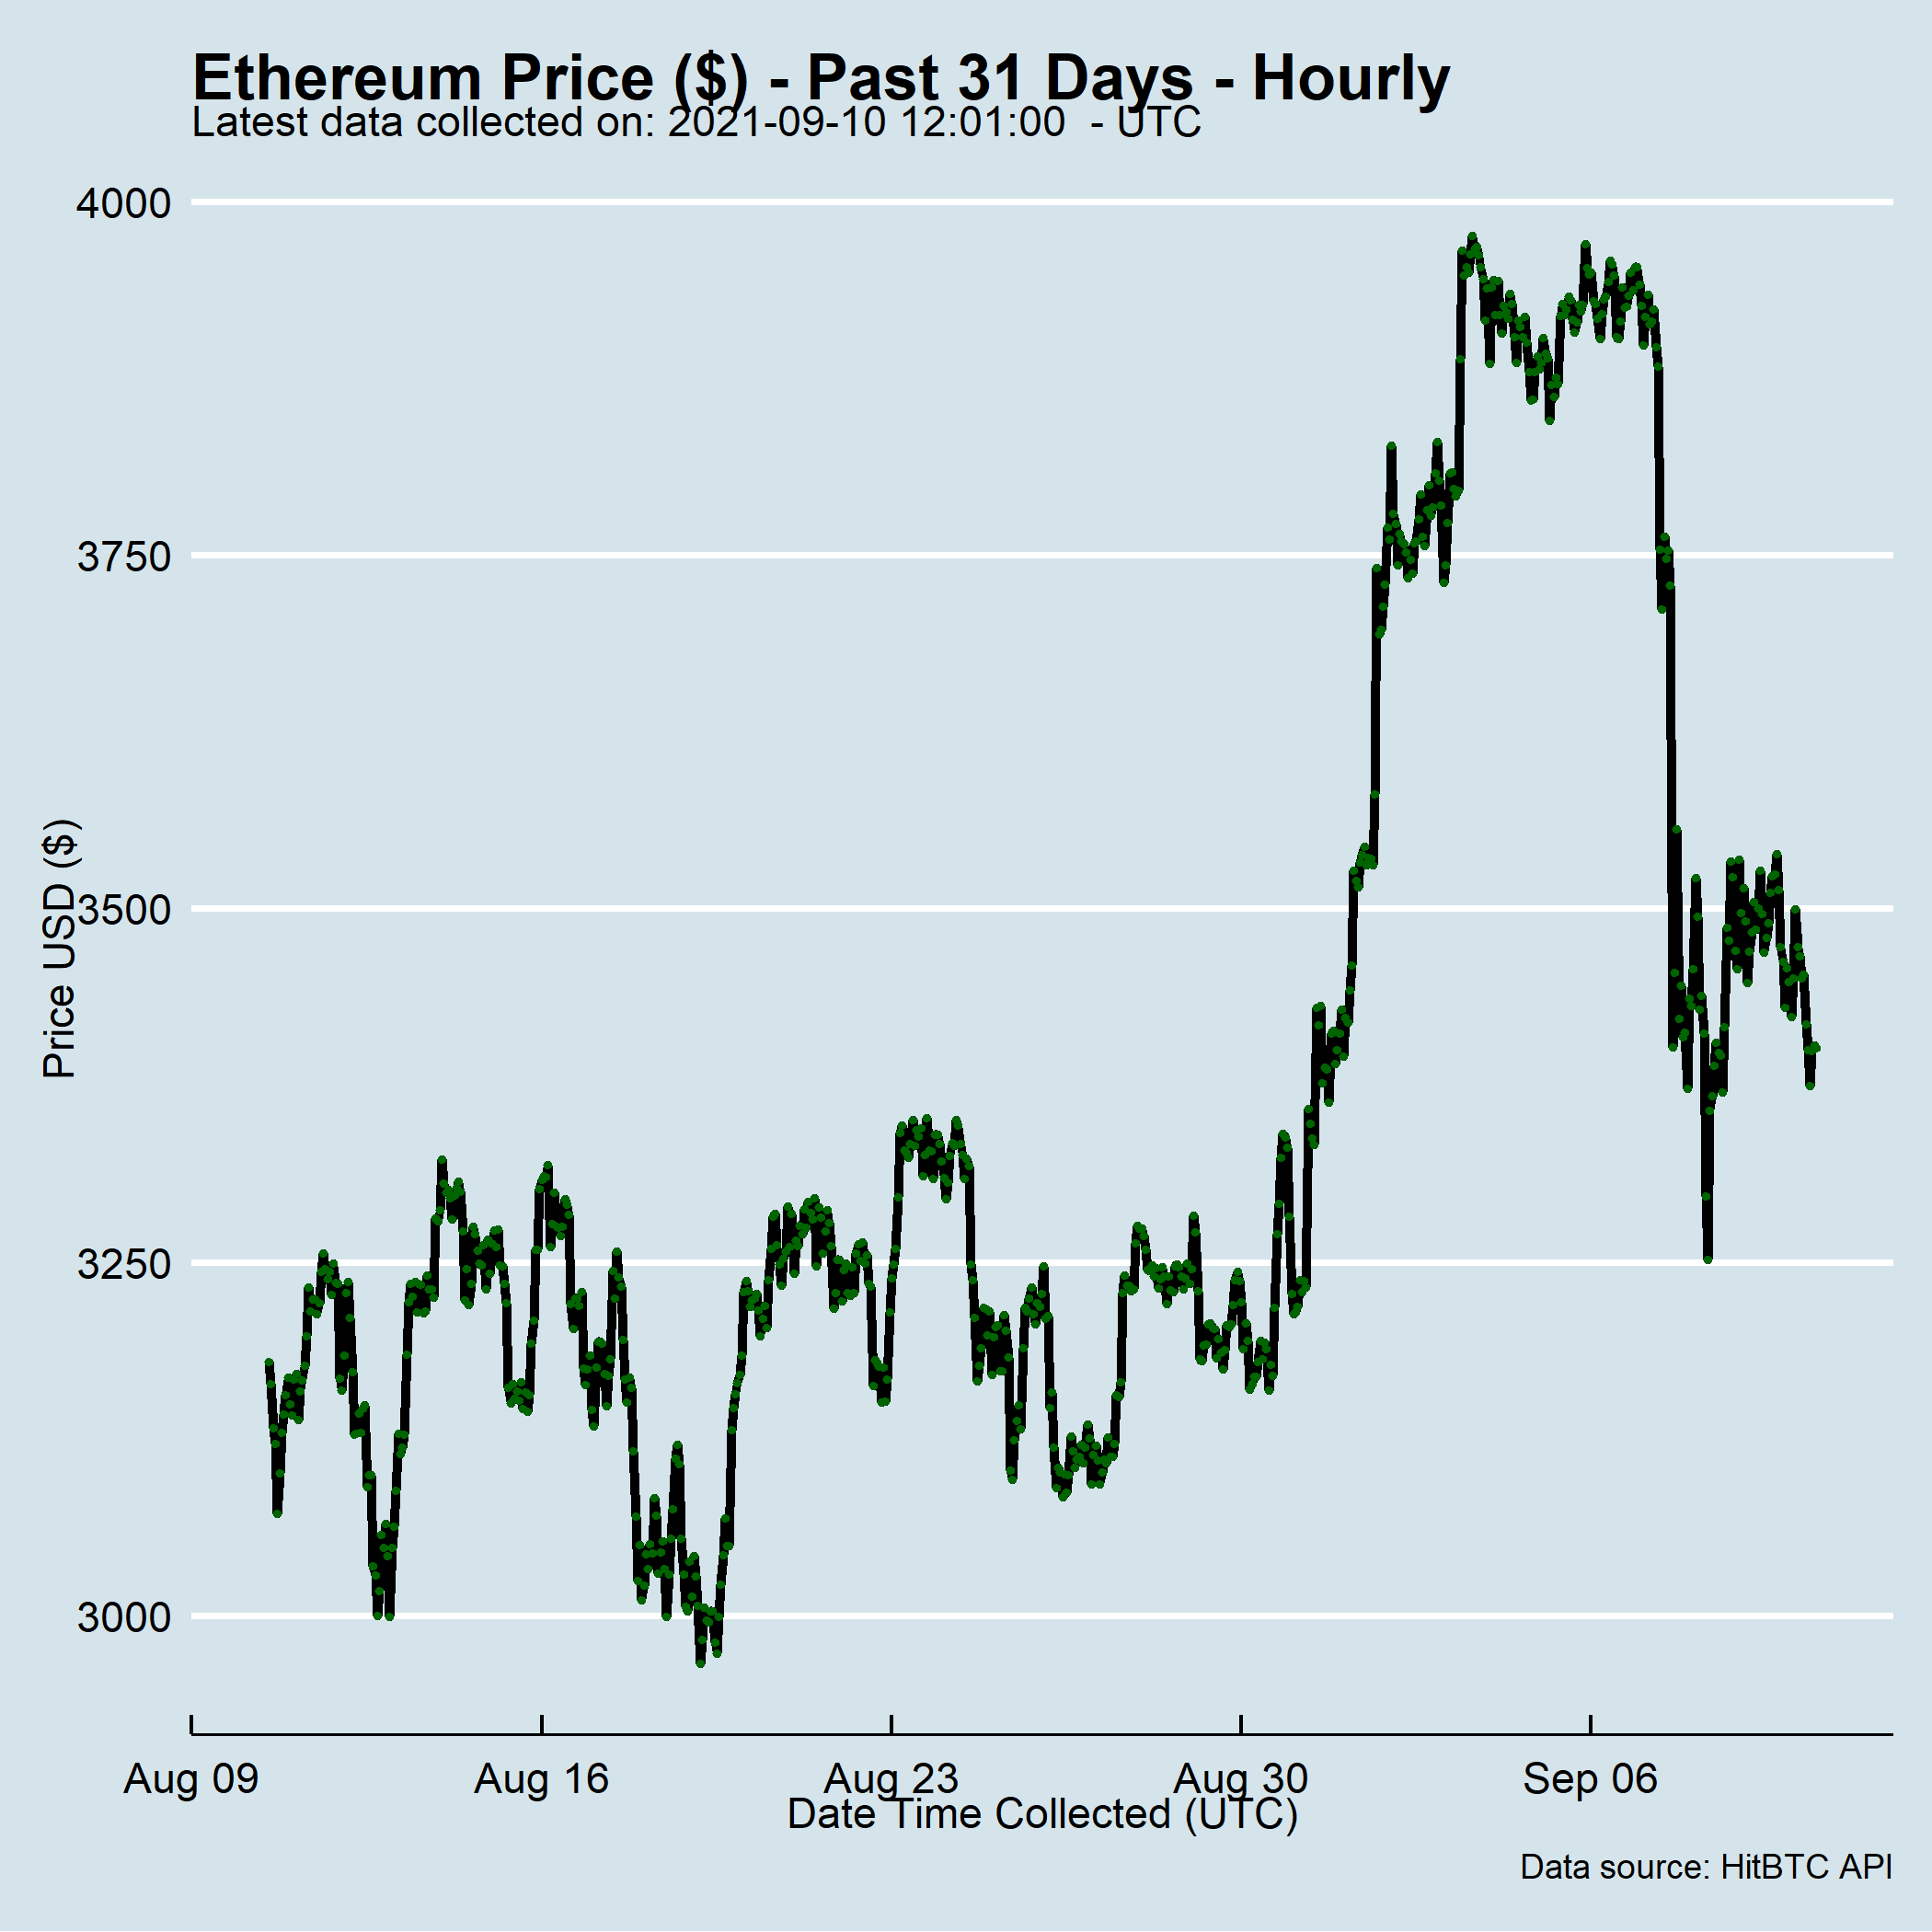 Ethereum Price ($) - Past 31 Days - Hourly
Latest data collected on: 2021-09-10 12:01:00  - UTC
4000
3750
3500
3250
3000
Price USD ($)
Aug 09
Aug 16
Aug 23
Aug 30
Sep 06
Date Time Collected (UTC)
Data source: HitBTC API